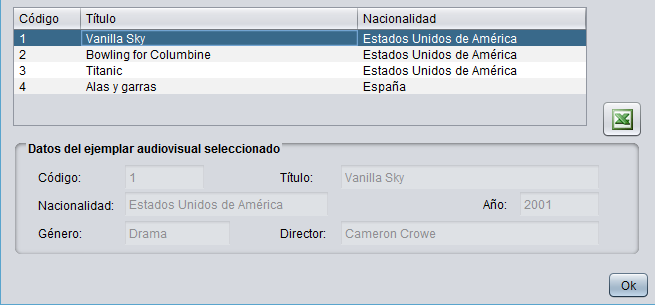 Código Título Nacionalidad
1 Vanilla Sky Estados Unidos de América
2 Bowling for Columbine Estados Unidos de América
3 Titanic Estados Unidos de América
4 Alas y garras España
Datos del ejemplar audiovisual seleccionado
Código: 1 Título: Vanilla Sky
Nacionalidad: Estados Unidos de América Año: 2001
Género: Drama Director: Cameron Crowe
Ok